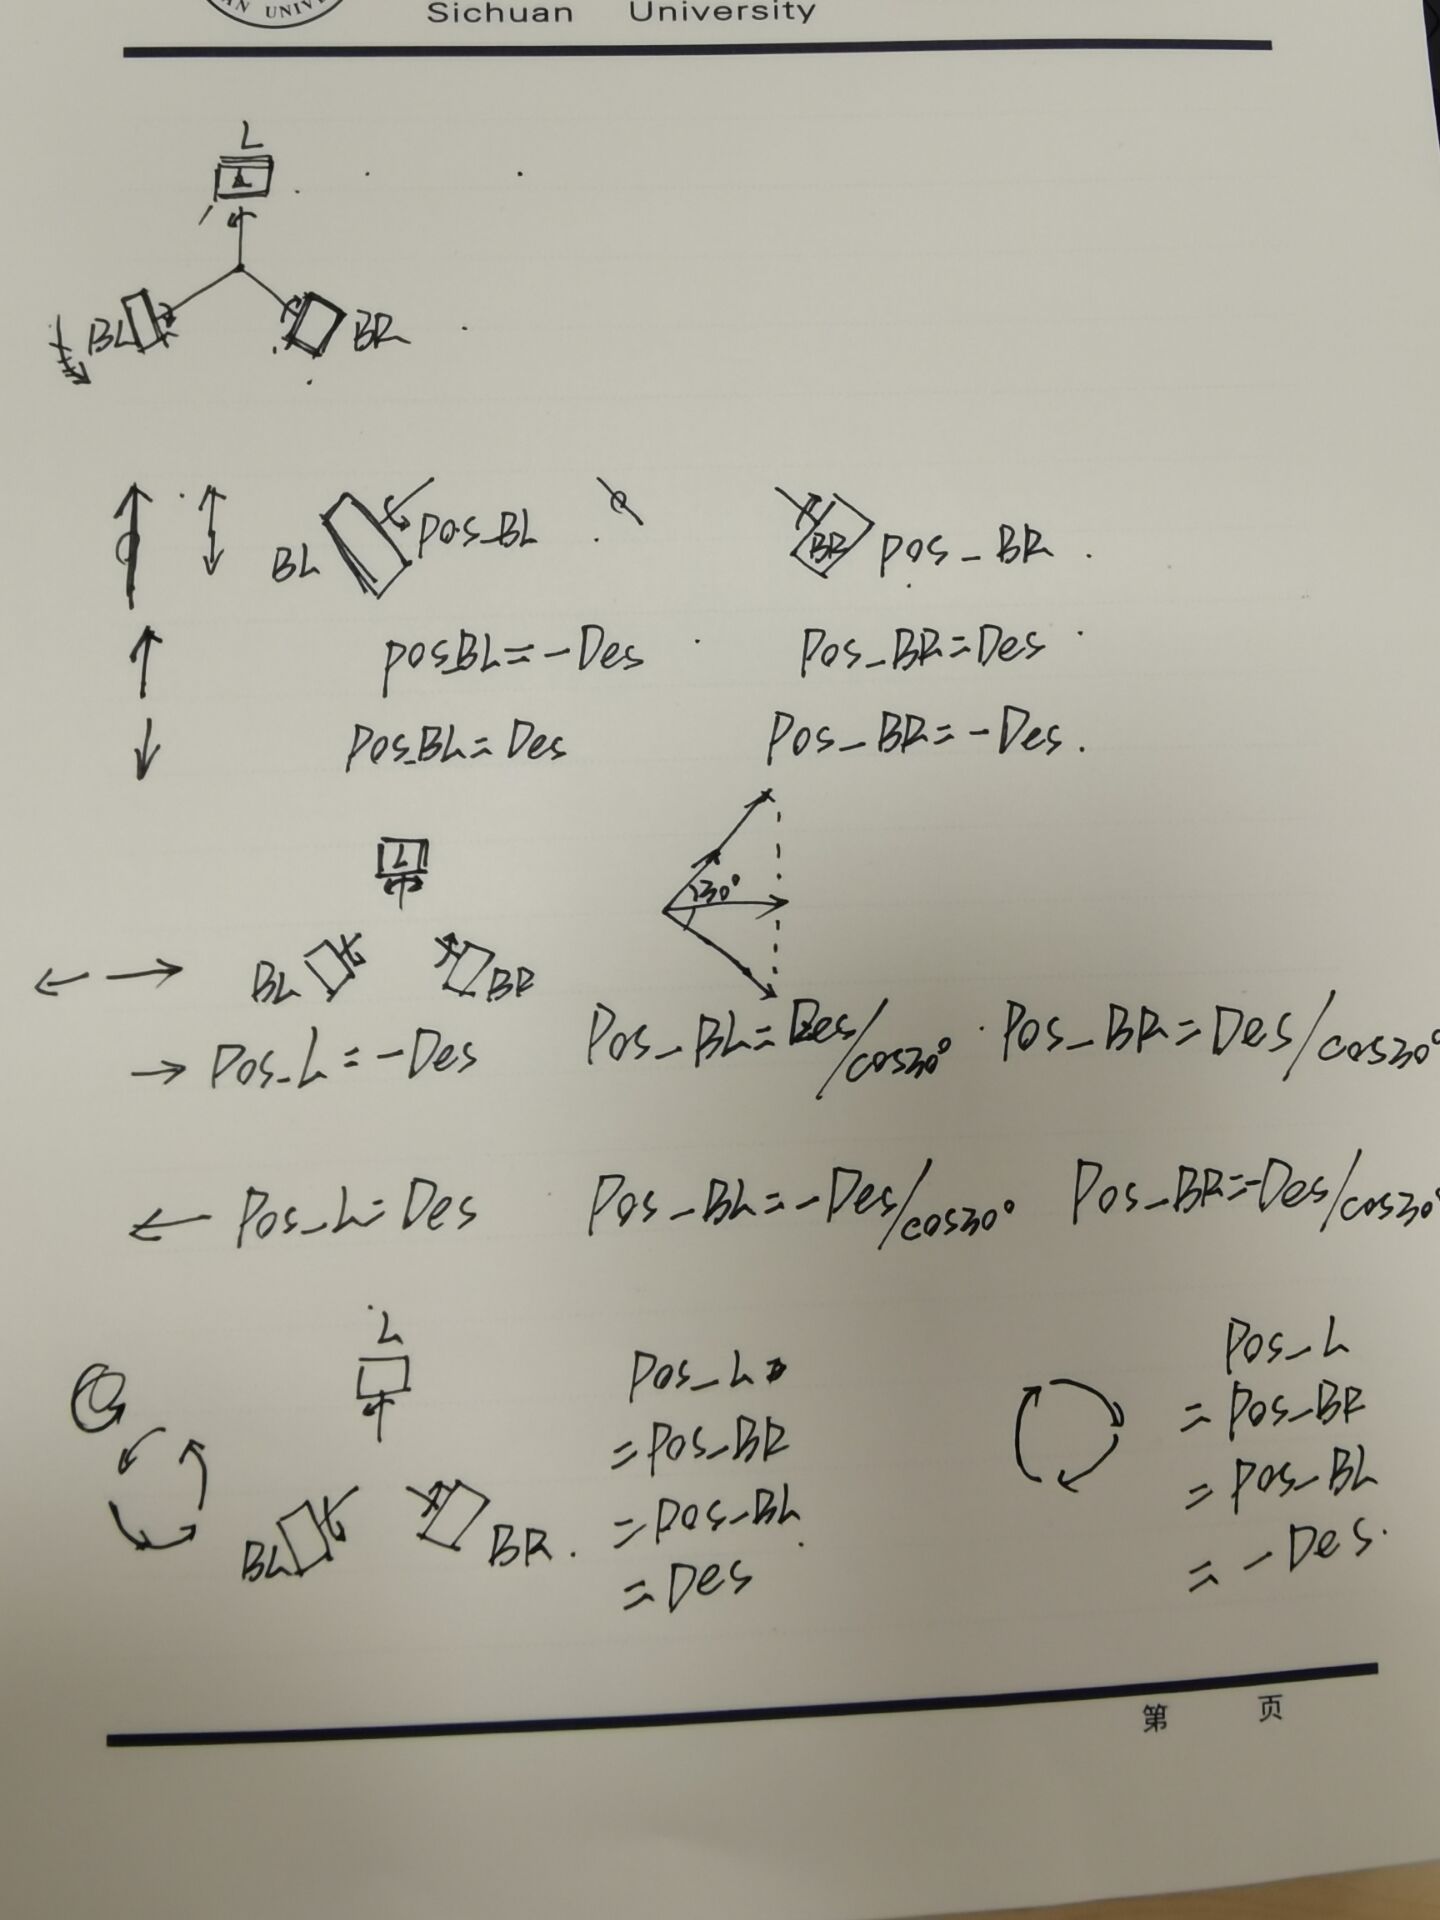 UNIV
Sichuan University
L
BL
BR
BL Pos_BL BR Pos_BR
PosBL=-Des Pos_BR=Des
Pos_BL=Des Pos_BR=-Des.
L
30°
BL BR
Pos_L=-Des Pos_BL=Des/cos30° Pos_BR=Des/cos30°
Pos_L=Des Pos_BL=-Des/cos30° Pos_BR=-Des/cos30°
L
BL BR
Pos_L
=Pos_BR
=Pos_BL
=Des
Pos_L
=Pos_BR
=Pos_BL
=-Des.
第 页